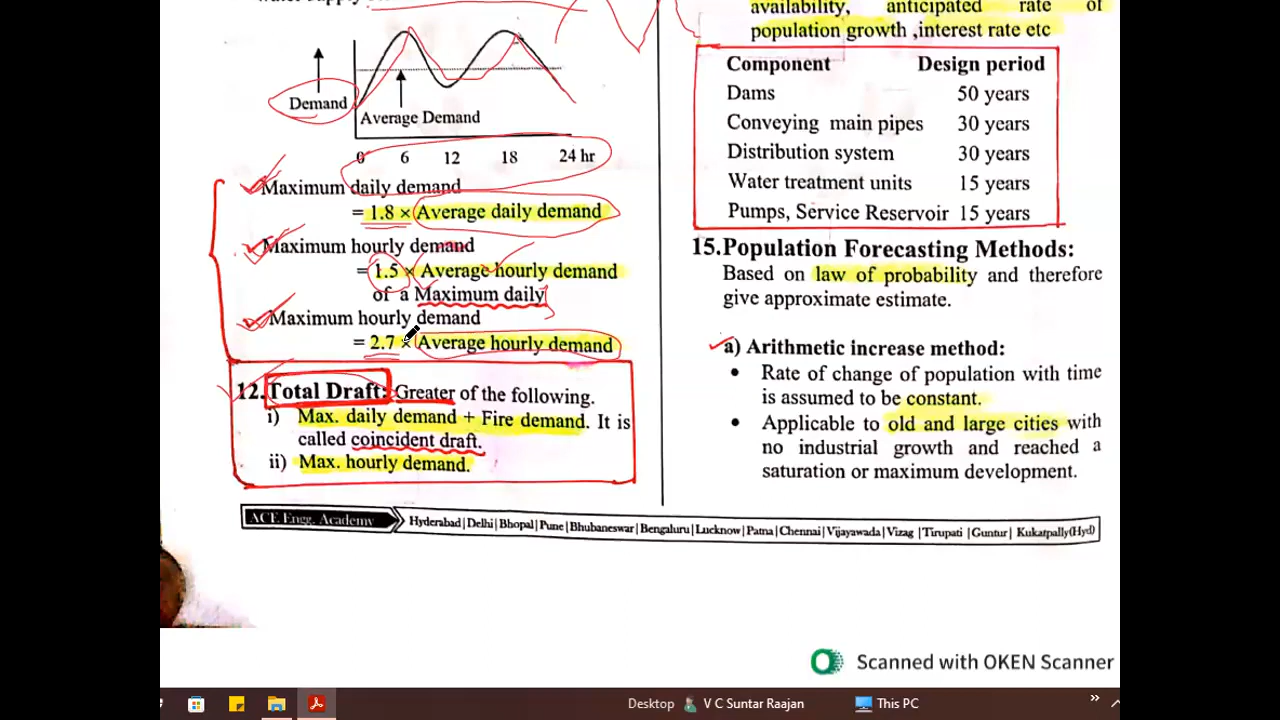 Demand
Average Demand
0 6 12 18 24 hr
Maximum daily demand
= 1.8 × Average daily demand
Maximum hourly demand
= 1.5 × Average hourly demand
of a Maximum daily
Maximum hourly demand
= 2.7 × Average hourly demand
12. Total Draft: Greater of the following.
i) Max. daily demand + Fire demand. It is
called coincident draft.
ii) Max. hourly demand.
availability, anticipated rate of
population growth ,interest rate etc
Component Design period
Dams 50 years
Conveying main pipes 30 years
Distribution system 30 years
Water treatment units 15 years
Pumps, Service Reservoir 15 years
15.Population Forecasting Methods:
Based on law of probability and therefore
give approximate estimate.
a) Arithmetic increase method:
• Rate of change of population with time
is assumed to be constant.
• Applicable to old and large cities with
no industrial growth and reached a
saturation or maximum development.
ACE Engg. Academy Hyderabad|Delhi|Bhopal|Pune|Bhubaneswar|Bengaluru|Lucknow|Patna|Chennai|Vijayawada|Vizag |Tirupati |Guntur| Kukatpally(Hyd)
Scanned with OKEN Scanner
Desktop V C Suntar Raajan This PC